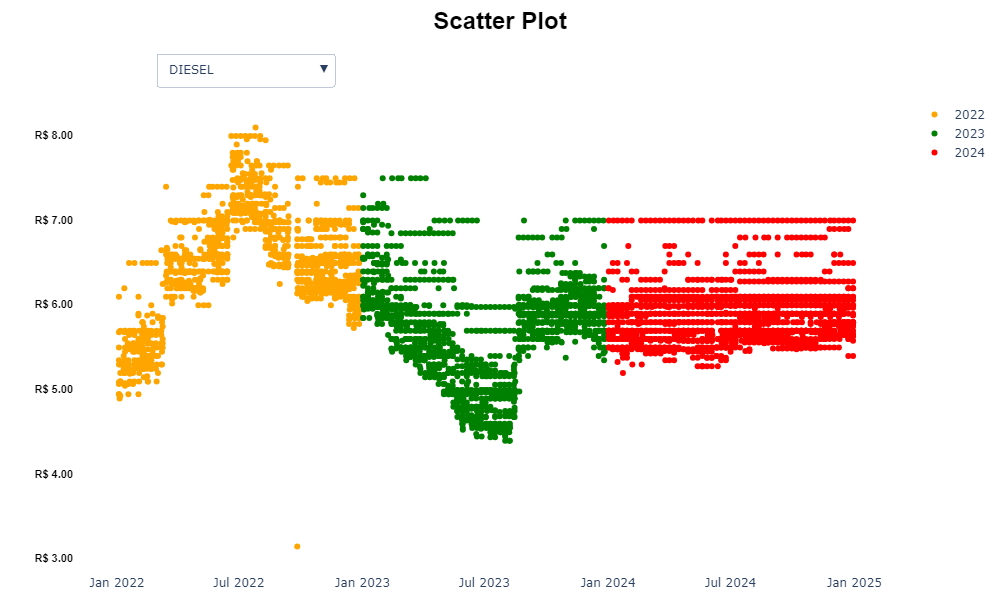 Scatter Plot
DIESEL
2022
2023
2024
R$ 8.00
R$ 7.00
R$ 6.00
R$ 5.00
R$ 4.00
R$ 3.00
Jan 2022 Jul 2022 Jan 2023 Jul 2023 Jan 2024 Jul 2024 Jan 2025